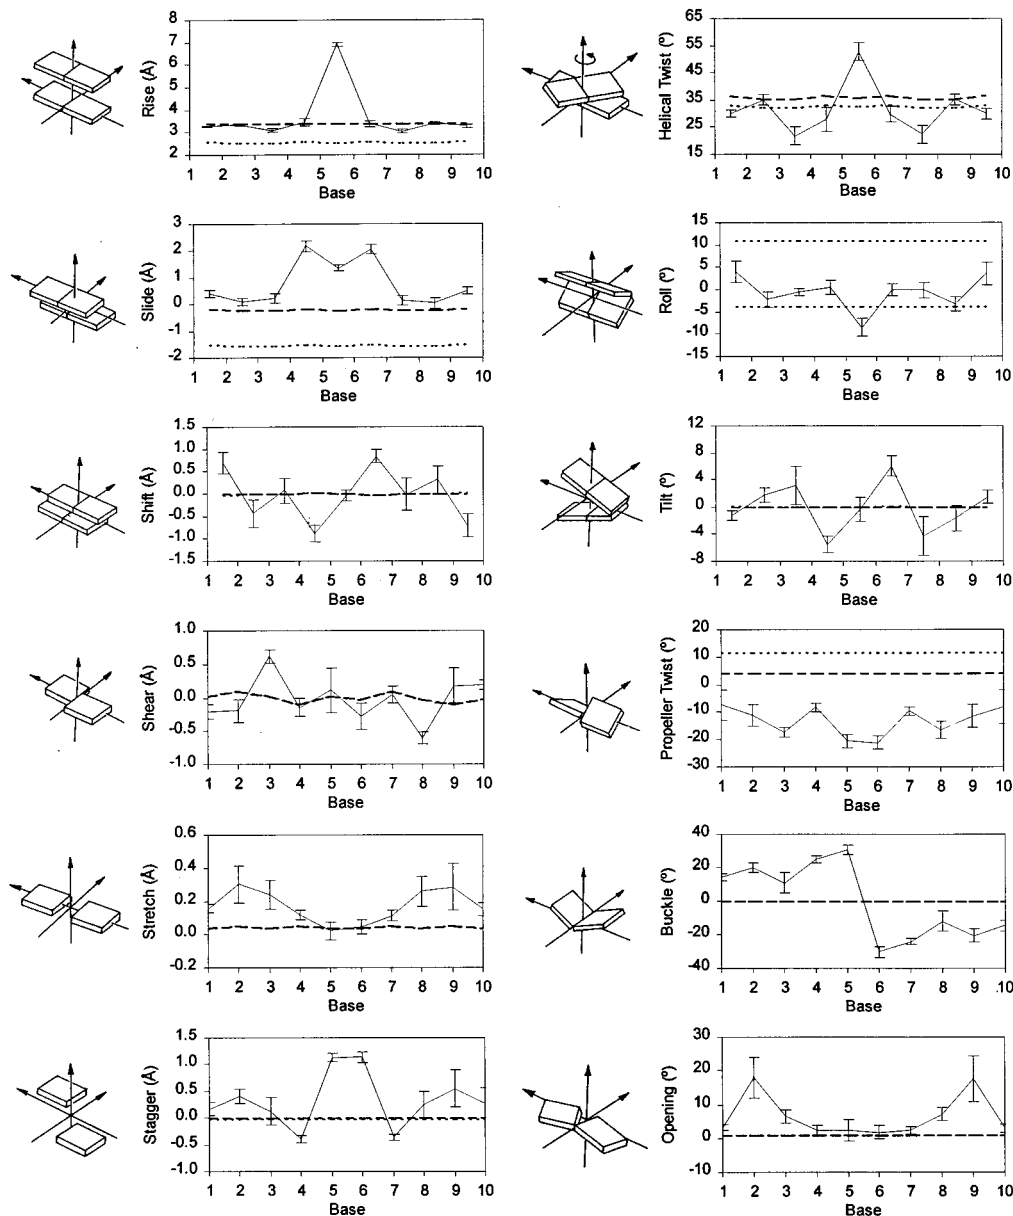 Rise (Å)
8
7
6
5
4
3
2
1 2 3 4 5 6 7 8 9 10
Base
Helical Twist (º)
65
55
45
35
25
15
1 2 3 4 5 6 7 8 9 10
Base
Slide (Å)
3
2
1
0
-1
-2
1 2 3 4 5 6 7 8 9 10
Base
Roll (º)
15
10
5
0
-5
-10
-15
1 2 3 4 5 6 7 8 9 10
Base
Shift (Å)
1.5
1.0
0.5
0.0
-0.5
-1.0
-1.5
1 2 3 4 5 6 7 8 9 10
Base
Tilt (º)
12
8
4
0
-4
-8
1 2 3 4 5 6 7 8 9 10
Base
Shear (Å)
1.0
0.5
0.0
-0.5
-1.0
1 2 3 4 5 6 7 8 9 10
Base
Propeller Twist (º)
20
10
0
-10
-20
-30
1 2 3 4 5 6 7 8 9 10
Base
Stretch (Å)
0.6
0.4
0.2
0.0
-0.2
1 2 3 4 5 6 7 8 9 10
Base
Buckle (º)
40
20
0
-20
-40
1 2 3 4 5 6 7 8 9 10
Base
Stagger (Å)
1.5
1.0
0.5
0.0
-0.5
-1.0
1 2 3 4 5 6 7 8 9 10
Base
Opening (º)
30
20
10
0
-10
1 2 3 4 5 6 7 8 9 10
Base